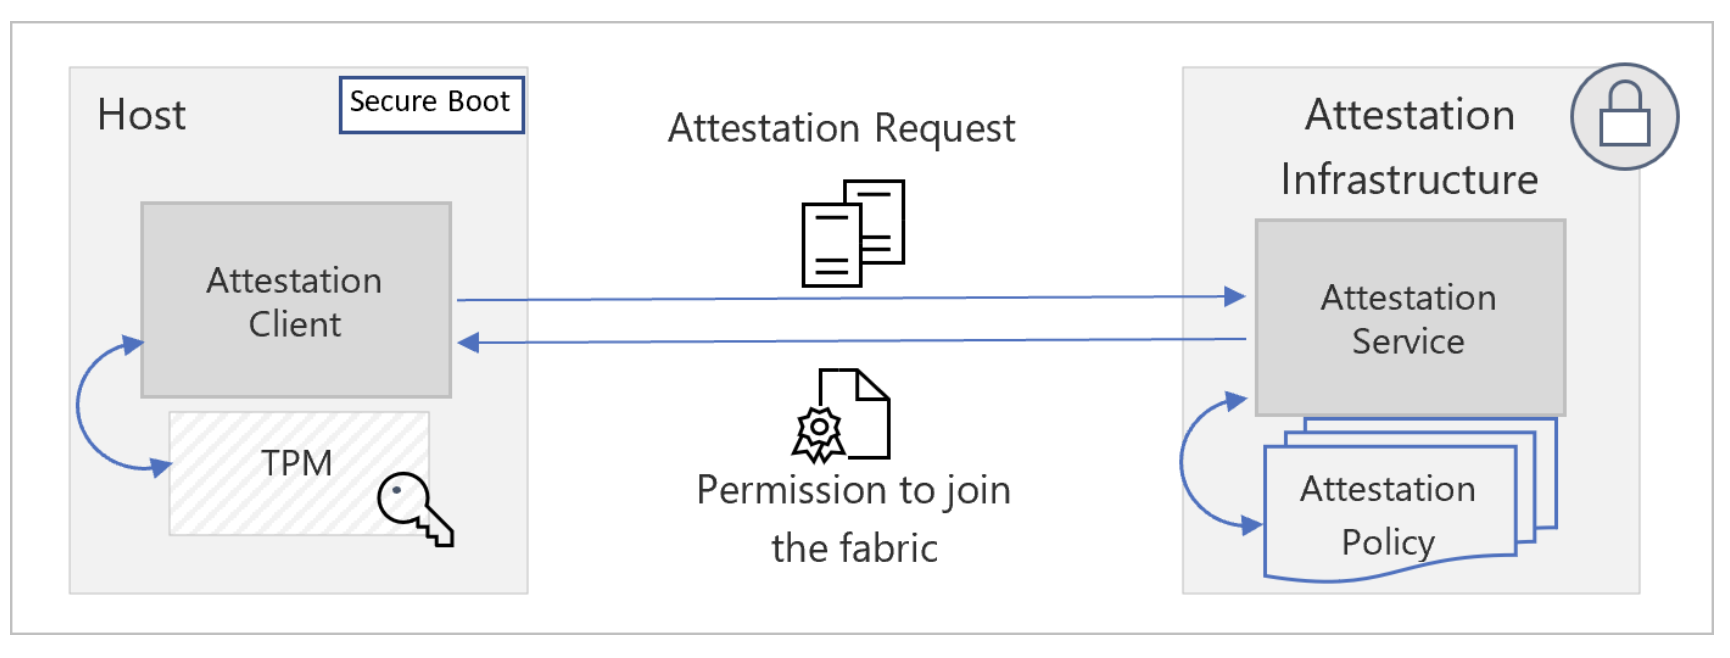 Host
Secure Boot
Attestation
Client
TPM
Attestation Request
Permission to join
the fabric
Attestation
Infrastructure
Attestation
Service
Attestation
Policy